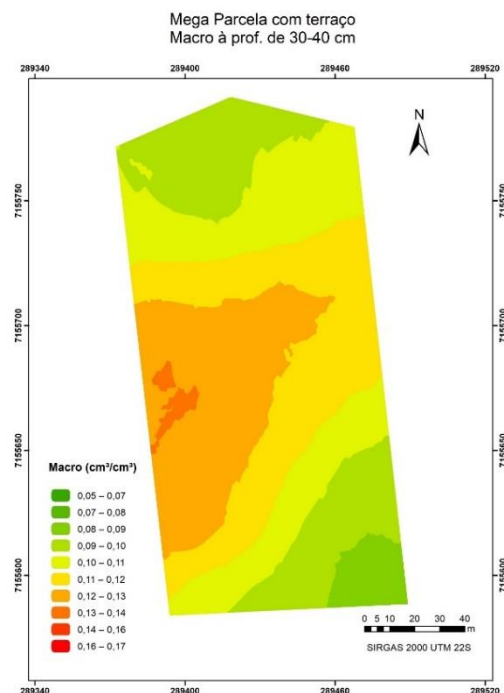 Mega Parcela com terraço
Macro à prof. de 30-40 cm
289340 289400 289460 289520
N
7155750 7155750
7155700 7155700
7155650 7155650
7155600 7155600
Macro (cm³/cm³)
0,05 – 0,07
0,07 – 0,08
0,08 – 0,09
0,09 – 0,10
0,10 – 0,11
0,11 – 0,12
0,12 – 0,13
0,13 – 0,14
0,14 – 0,16
0,16 – 0,17
0 5 10 20 30 40
m
SIRGAS 2000 UTM 22S
289340 289400 289460 289520